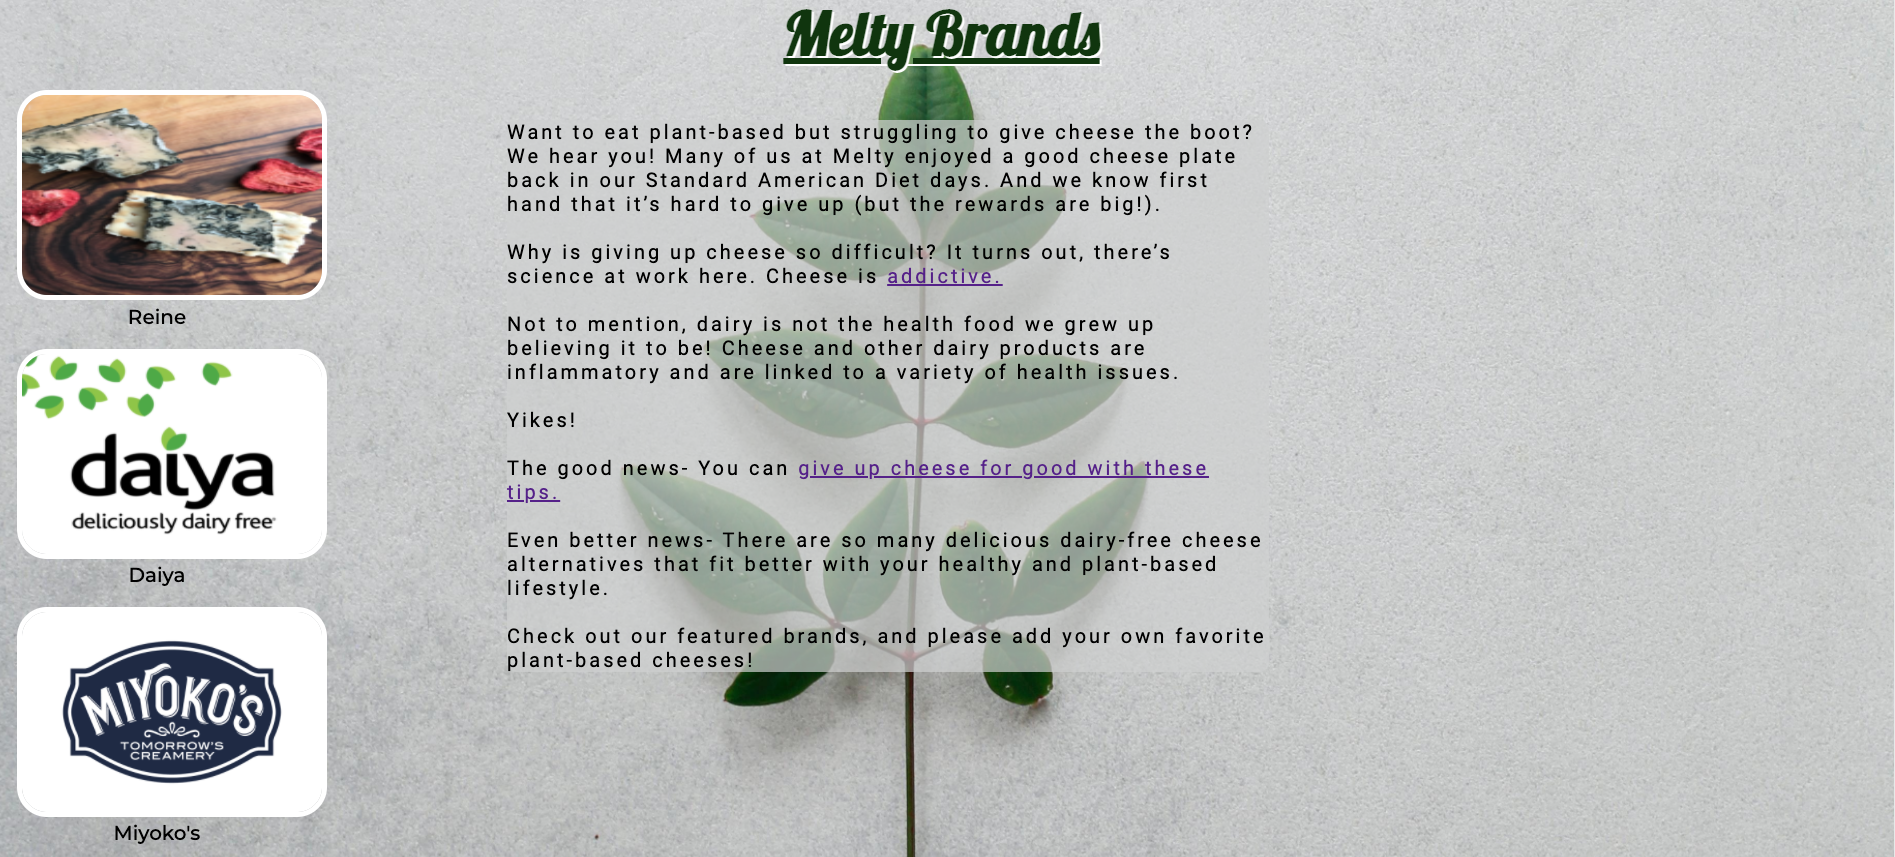 Melty Brands
Reine
daiya
deliciously dairy free
Daiya
MIYOKO'S
TOMORROW'S
CREAMERY
Miyoko's
Want to eat plant-based but struggling to give cheese the boot?
We hear you! Many of us at Melty enjoyed a good cheese plate
back in our Standard American Diet days. And we know first
hand that it’s hard to give up (but the rewards are big!).
Why is giving up cheese so difficult? It turns out, there’s
science at work here. Cheese is addictive.
Not to mention, dairy is not the health food we grew up
believing it to be! Cheese and other dairy products are
inflammatory and are linked to a variety of health issues.
Yikes!
The good news- You can give up cheese for good with these
tips.
Even better news- There are so many delicious dairy-free cheese
alternatives that fit better with your healthy and plant-based
lifestyle.
Check out our featured brands, and please add your own favorite
plant-based cheeses!